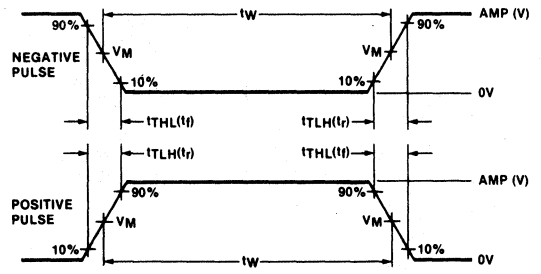 tW
90% 90% AMP (V)
NEGATIVE
PULSE
VM VM
10% 10%
0V
tTHL(tf) tTLH(tr)
tTLH(tr) tTHL(tf)
AMP (V)
90% 90%
POSITIVE
PULSE
VM VM
10% 10%
0V
tW